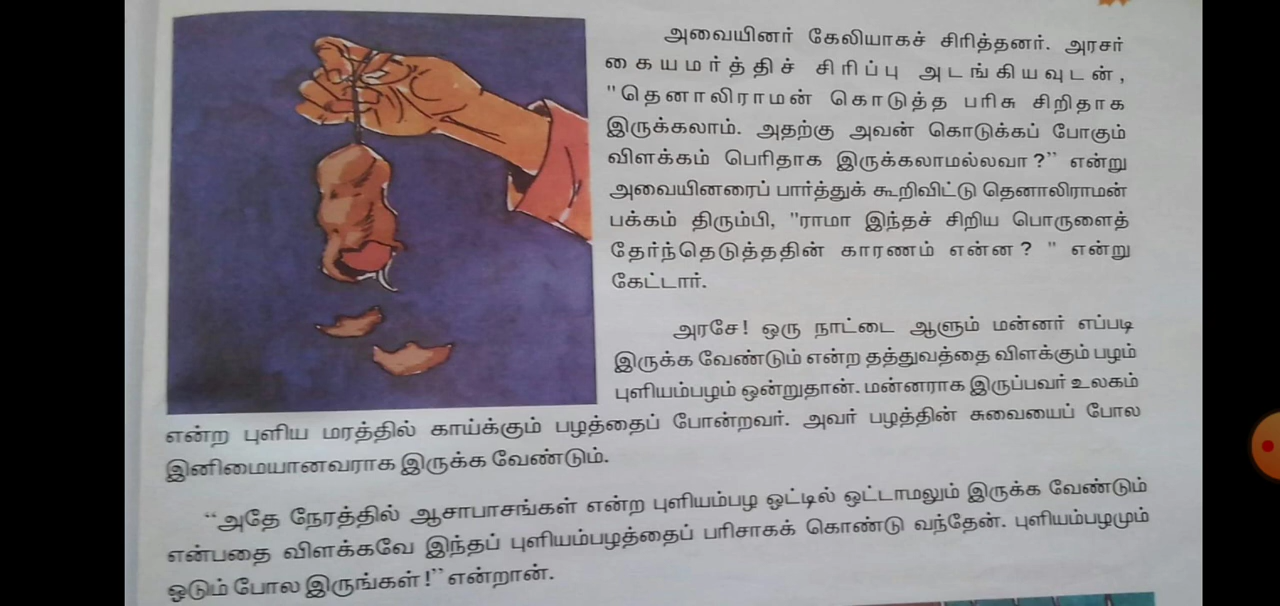 அவையினர் கேலியாகச் சிரித்தனர். அரசர்
கையமர்த்திச் சிரிப்பு அடங்கியவுடன்,
"தெனாலிராமன் கொடுத்த பரிசு சிறிதாக
இருக்கலாம். அதற்கு அவன் கொடுக்கப் போகும்
விளக்கம் பெரிதாக இருக்கலாமல்லவா?" என்று
அவையினரைப் பார்த்துக் கூறிவிட்டு தெனாலிராமன்
பக்கம் திரும்பி, "ராமா இந்தச் சிறிய பொருளைத்
தேர்ந்தெடுத்ததின் காரணம் என்ன? " என்று
கேட்டார்.
அரசே! ஒரு நாட்டை ஆளும் மன்னர் எப்படி
இருக்க வேண்டும் என்ற தத்துவத்தை விளக்கும் பழம்
புளியம்பழம் ஒன்றுதான். மன்னராக இருப்பவர் உலகம்
என்ற புளிய மரத்தில் காய்க்கும் பழத்தைப் போன்றவர். அவர் பழத்தின் சுவையைப் போல
இனிமையானவராக இருக்க வேண்டும்.
“அதே நேரத்தில் ஆசாபாசங்கள் என்ற புளியம்பழ ஓட்டில் ஒட்டாமலும் இருக்க வேண்டும்
என்பதை விளக்கவே இந்தப் புளியம்பழத்தைப் பரிசாகக் கொண்டு வந்தேன். புளியம்பழமும்
ஓடும் போல இருங்கள்!” என்றான்.